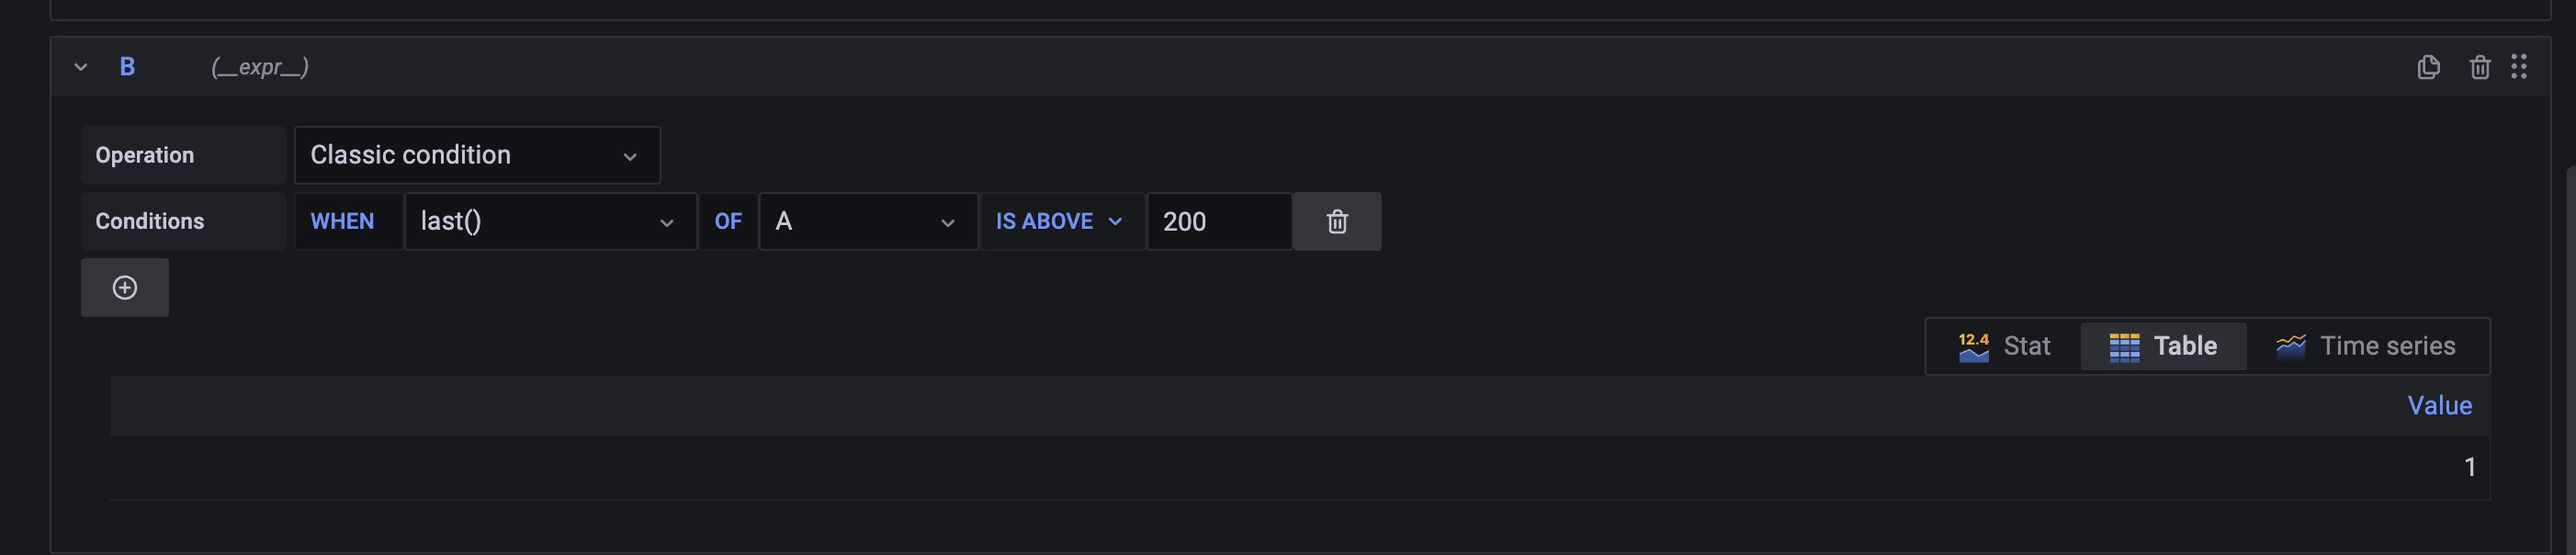 B (__expr__)
Operation Classic condition
Conditions WHEN last() OF A IS ABOVE 200
12.4 Stat Table Time series
Value
1